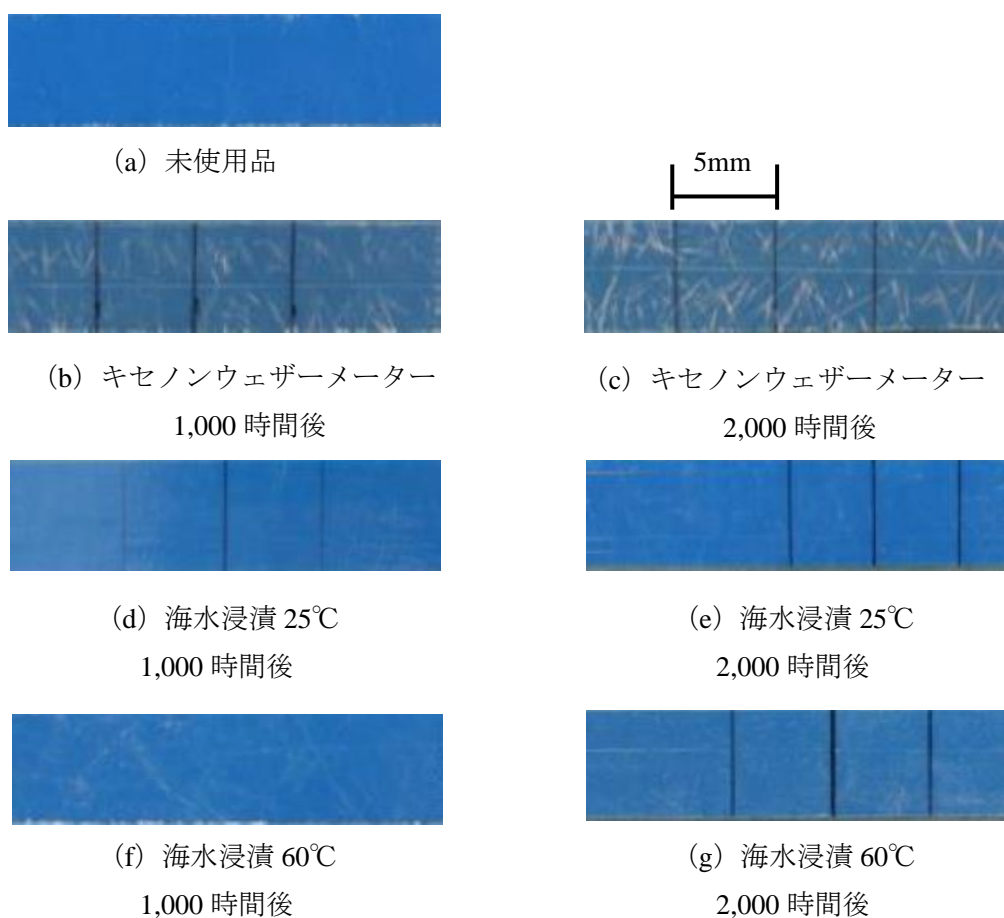 (a) 未使用品
5mm
(b) キセノンウェザーメーター
1,000 時間後
(c) キセノンウェザーメーター
2,000 時間後
(d) 海水浸漬 25℃
1,000 時間後
(e) 海水浸漬 25℃
2,000 時間後
(f) 海水浸漬 60℃
1,000 時間後
(g) 海水浸漬 60℃
2,000 時間後